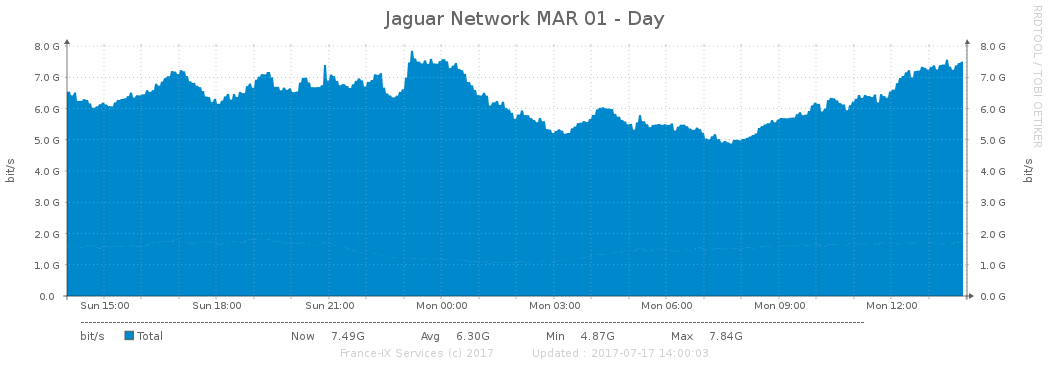 Jaguar Network MAR 01 - Day
RRDTOOL / TOBI OETIKER
8.0 G 8.0 G
7.0 G 7.0 G
6.0 G 6.0 G
5.0 G 5.0 G
4.0 G 4.0 G
3.0 G 3.0 G
2.0 G 2.0 G
1.0 G 1.0 G
0.0 0.0 G
bit/s bit/s
Sun 15:00 Sun 18:00 Sun 21:00 Mon 00:00 Mon 03:00 Mon 06:00 Mon 09:00 Mon 12:00
bit/s Total Now 7.49G Avg 6.30G Min 4.87G Max 7.84G
France-IX Services (c) 2017 Updated : 2017-07-17 14:00:03